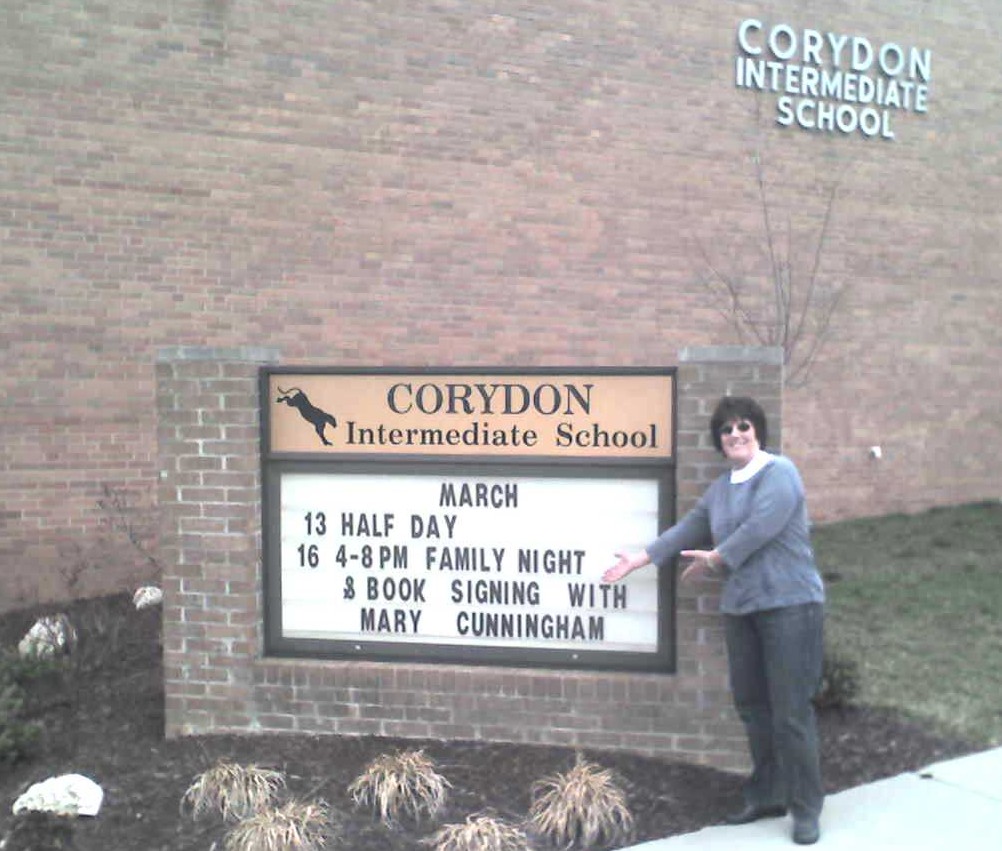 CORYDON
INTERMEDIATE
SCHOOL
CORYDON
Intermediate School
MARCH
13 HALF DAY
16 4-8 PM FAMILY NIGHT
& BOOK SIGNING WITH
MARY CUNNINGHAM